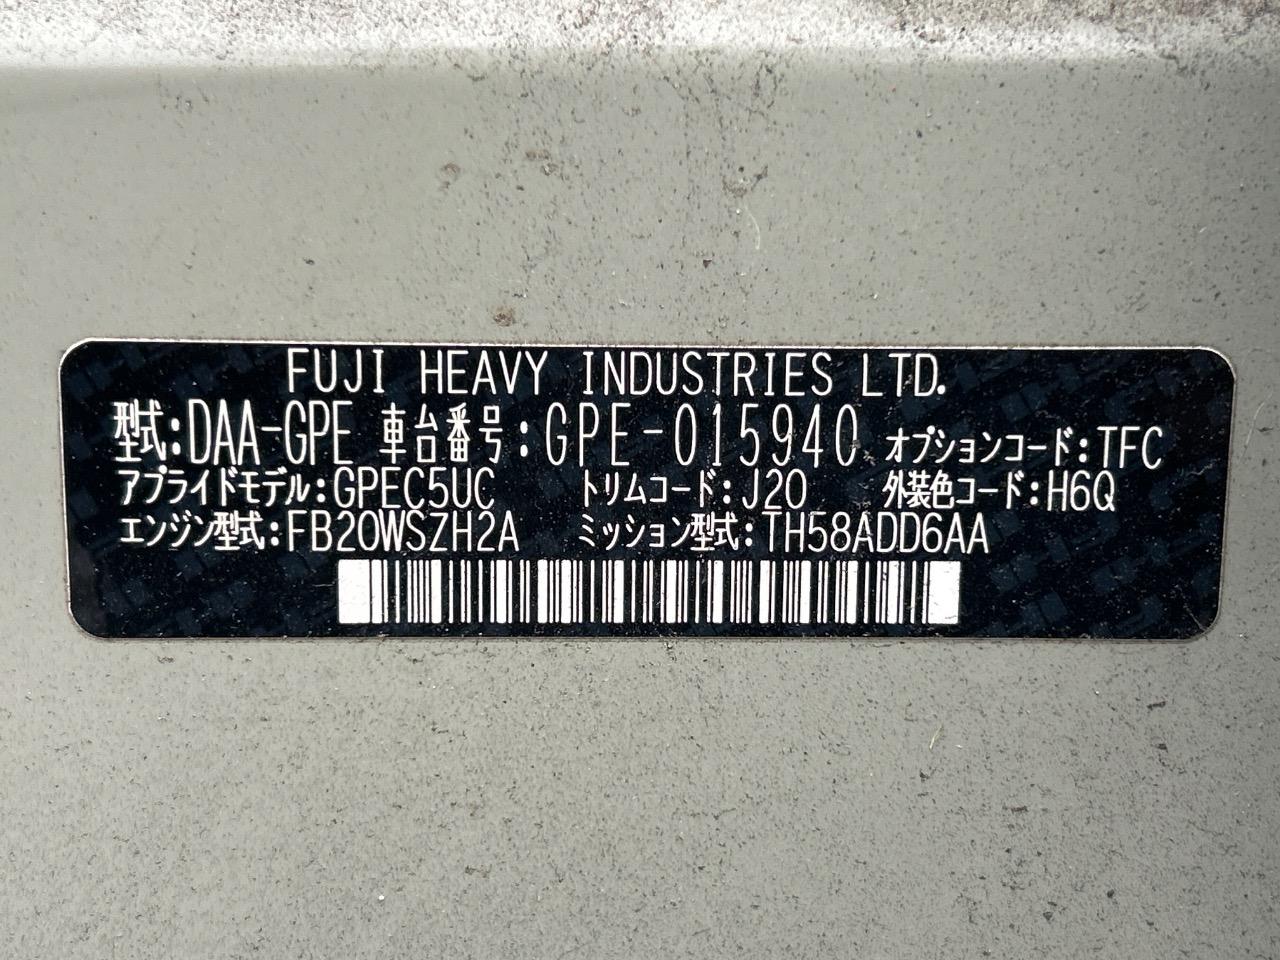 FUJI HEAVY INDUSTRIES LTD.
型式:DAA-GPE 車台番号:GPE-015940 オプションコード:TFC
アプライドモデル:GPEC5UC トリムコード:J20 外装色コード:H6Q
エンジン型式:FB20WSZH2A ミッション型式:TH58ADD6AA